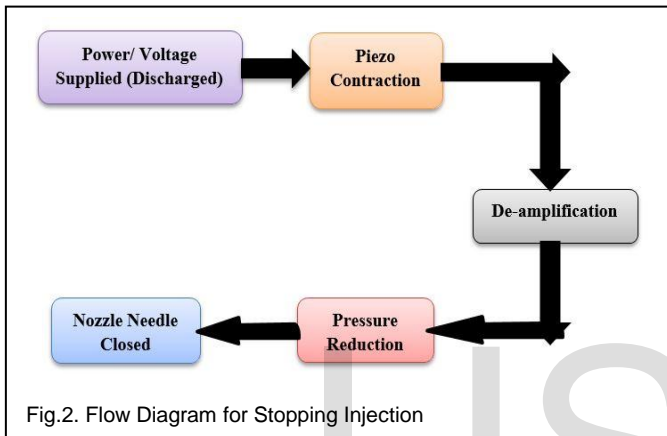 Power/ Voltage
Supplied (Discharged)
Piezo
Contraction
De-amplification
Pressure
Reduction
Nozzle Needle
Closed
Fig.2. Flow Diagram for Stopping Injection